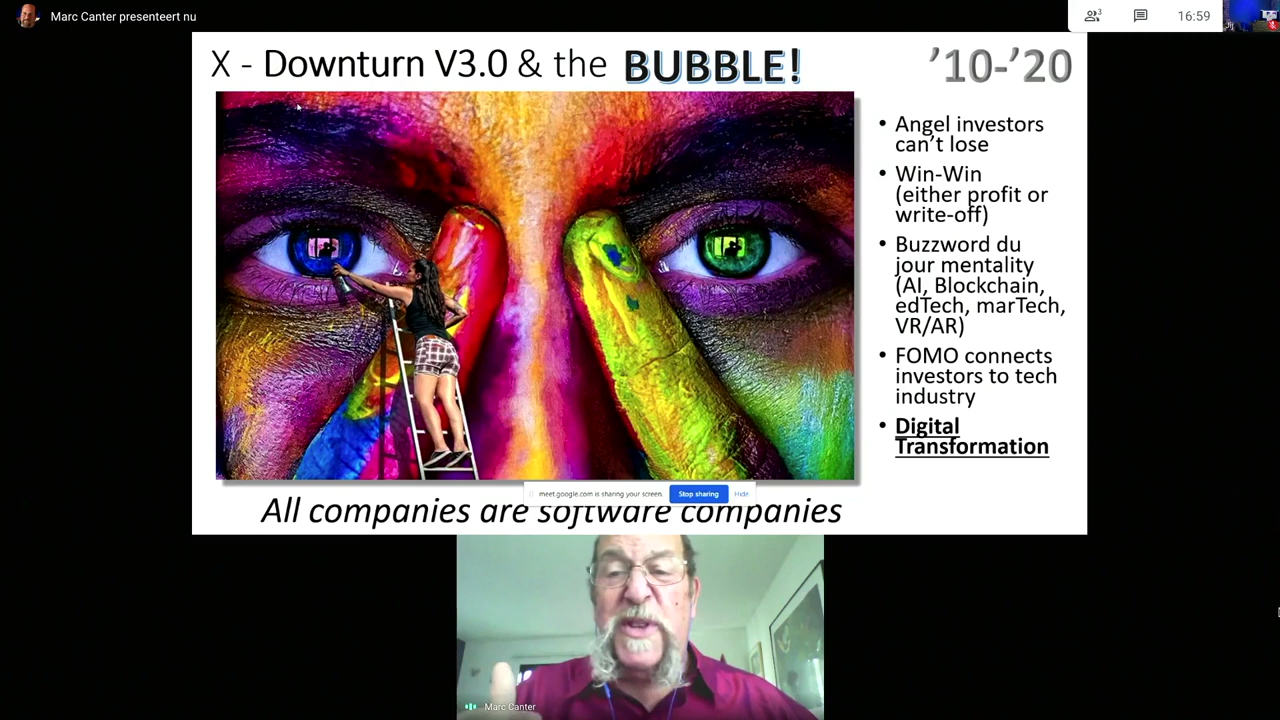 Marc Canter presenteert nu
3
16:59
X - Downturn V3.0 & the BUBBLE!
’10-’20
• Angel investors
can’t lose
• Win-Win
(either profit or
write-off)
• Buzzword du
jour mentality
(AI, Blockchain,
edTech, marTech,
VR/AR)
• FOMO connects
investors to tech
industry
• Digital
Transformation
meet.google.com is sharing your screen. Stop sharing Hide
All companies are software companies
Marc Canter